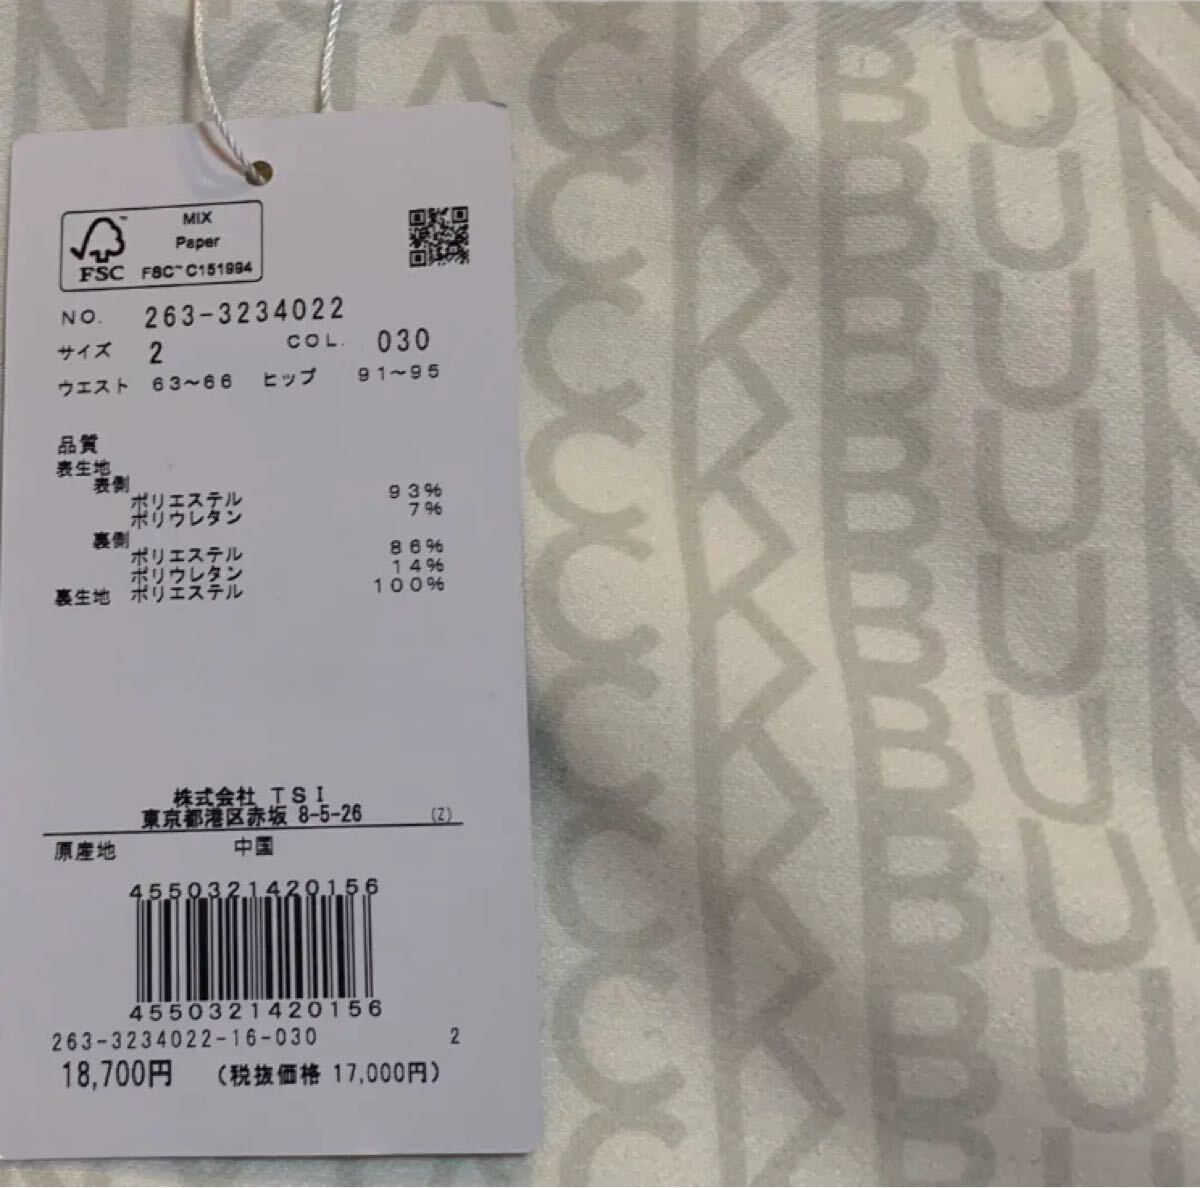 MIX
Paper
FSC™
FSC™ C151994
NO. 263-3234022
サイズ 2 COL. 030
ウエスト 63～66 ヒップ 91～95
品質
表生地
表側
ポリエステル 93%
ポリウレタン 7%
裏側
ポリエステル 86%
ポリウレタン 14%
裏生地 ポリエステル 100%
株式会社 TSI
東京都港区赤坂 8-5-26 (Z)
原産地 中国
4550321420156
4550321420156
263-3234022-16-030 2
18,700円 (税抜価格 17,000円)